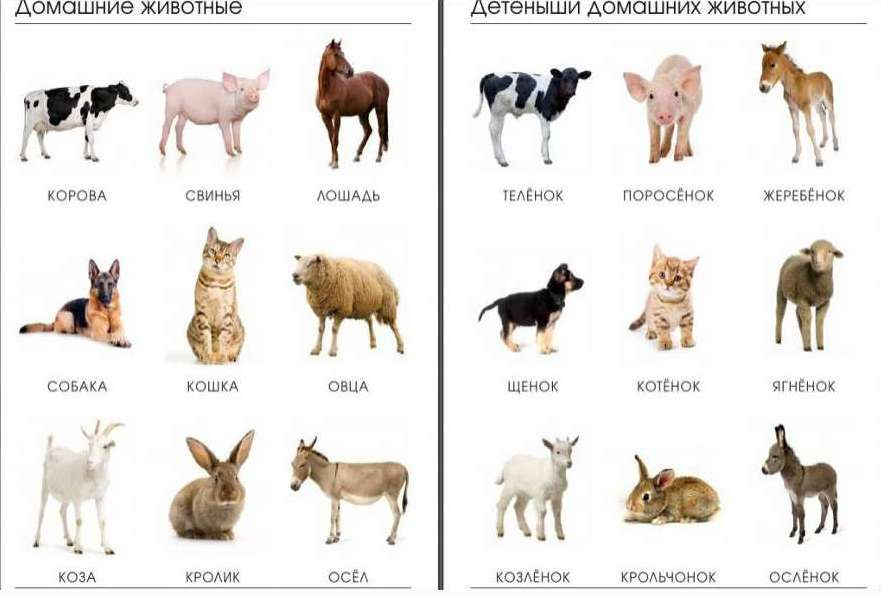 Домашние животные
КОРОВА СВИНЬЯ ЛОШАДЬ
СОБАКА КОШКА ОВЦА
КОЗА КРОЛИК ОСЁЛ
Детеныши домашних животных
ТЕЛЁНОК ПОРОСЁНОК ЖЕРЕБЁНОК
ЩЕНОК КОТЁНОК ЯГНЁНОК
КОЗЛЁНОК КРОЛЬЧОНОК ОСЛЁНОК